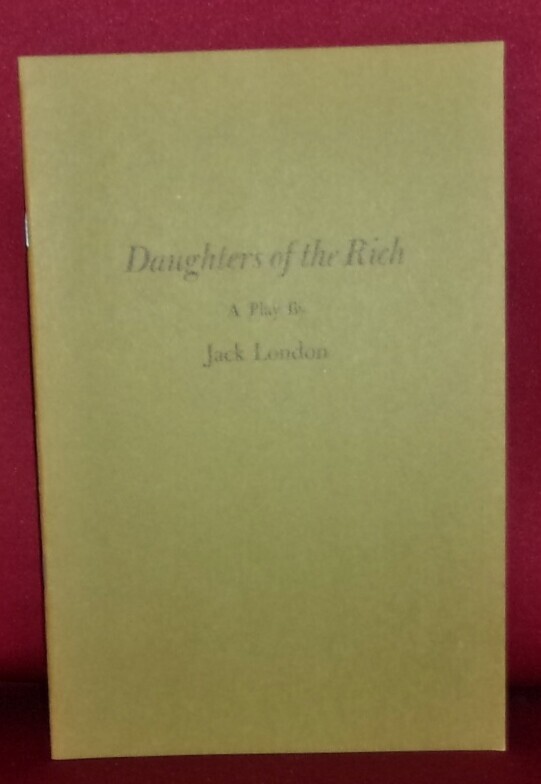 Daughters of the Rich
A Play by
Jack London